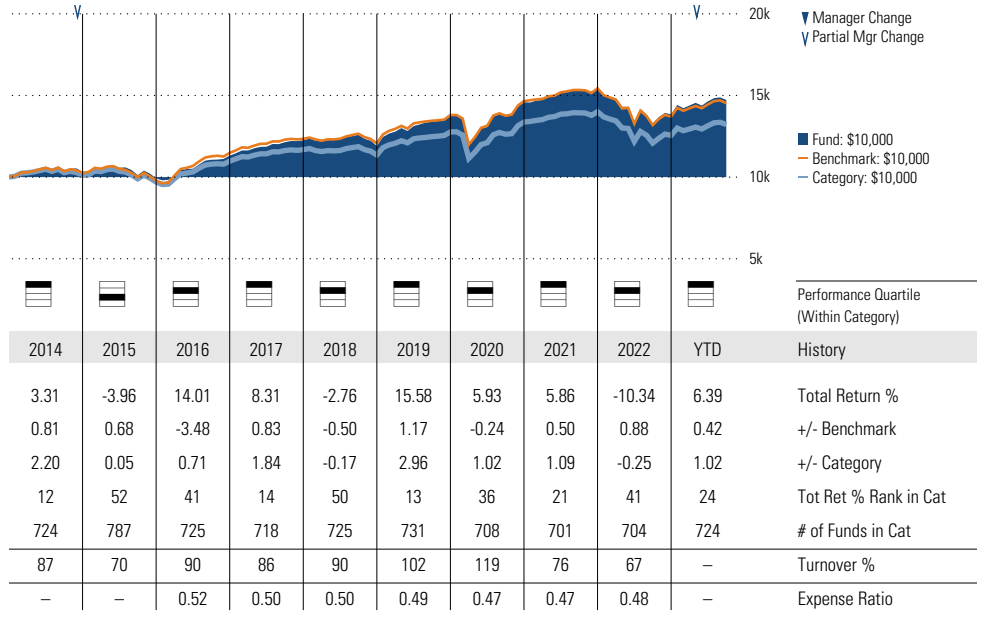 20k
Manager Change
Partial Mgr Change
15k
Fund: $10,000
Benchmark: $10,000
Category: $10,000
10k
5k
Performance Quartile
(Within Category)
2014 2015 2016 2017 2018 2019 2020 2021 2022 YTD History
3.31 -3.96 14.01 8.31 -2.76 15.58 5.93 5.86 -10.34 6.39 Total Return %
0.81 0.68 -3.48 0.83 -0.50 1.17 -0.24 0.50 0.88 0.42 +/- Benchmark
2.20 0.05 0.71 1.84 -0.17 2.96 1.02 1.09 -0.25 1.02 +/- Category
12 52 41 14 50 13 36 21 41 24 Tot Ret % Rank in Cat
724 787 725 718 725 731 708 701 704 724 # of Funds in Cat
87 70 90 86 90 102 119 76 67 – Turnover %
– – 0.52 0.50 0.50 0.49 0.47 0.47 0.48 – Expense Ratio